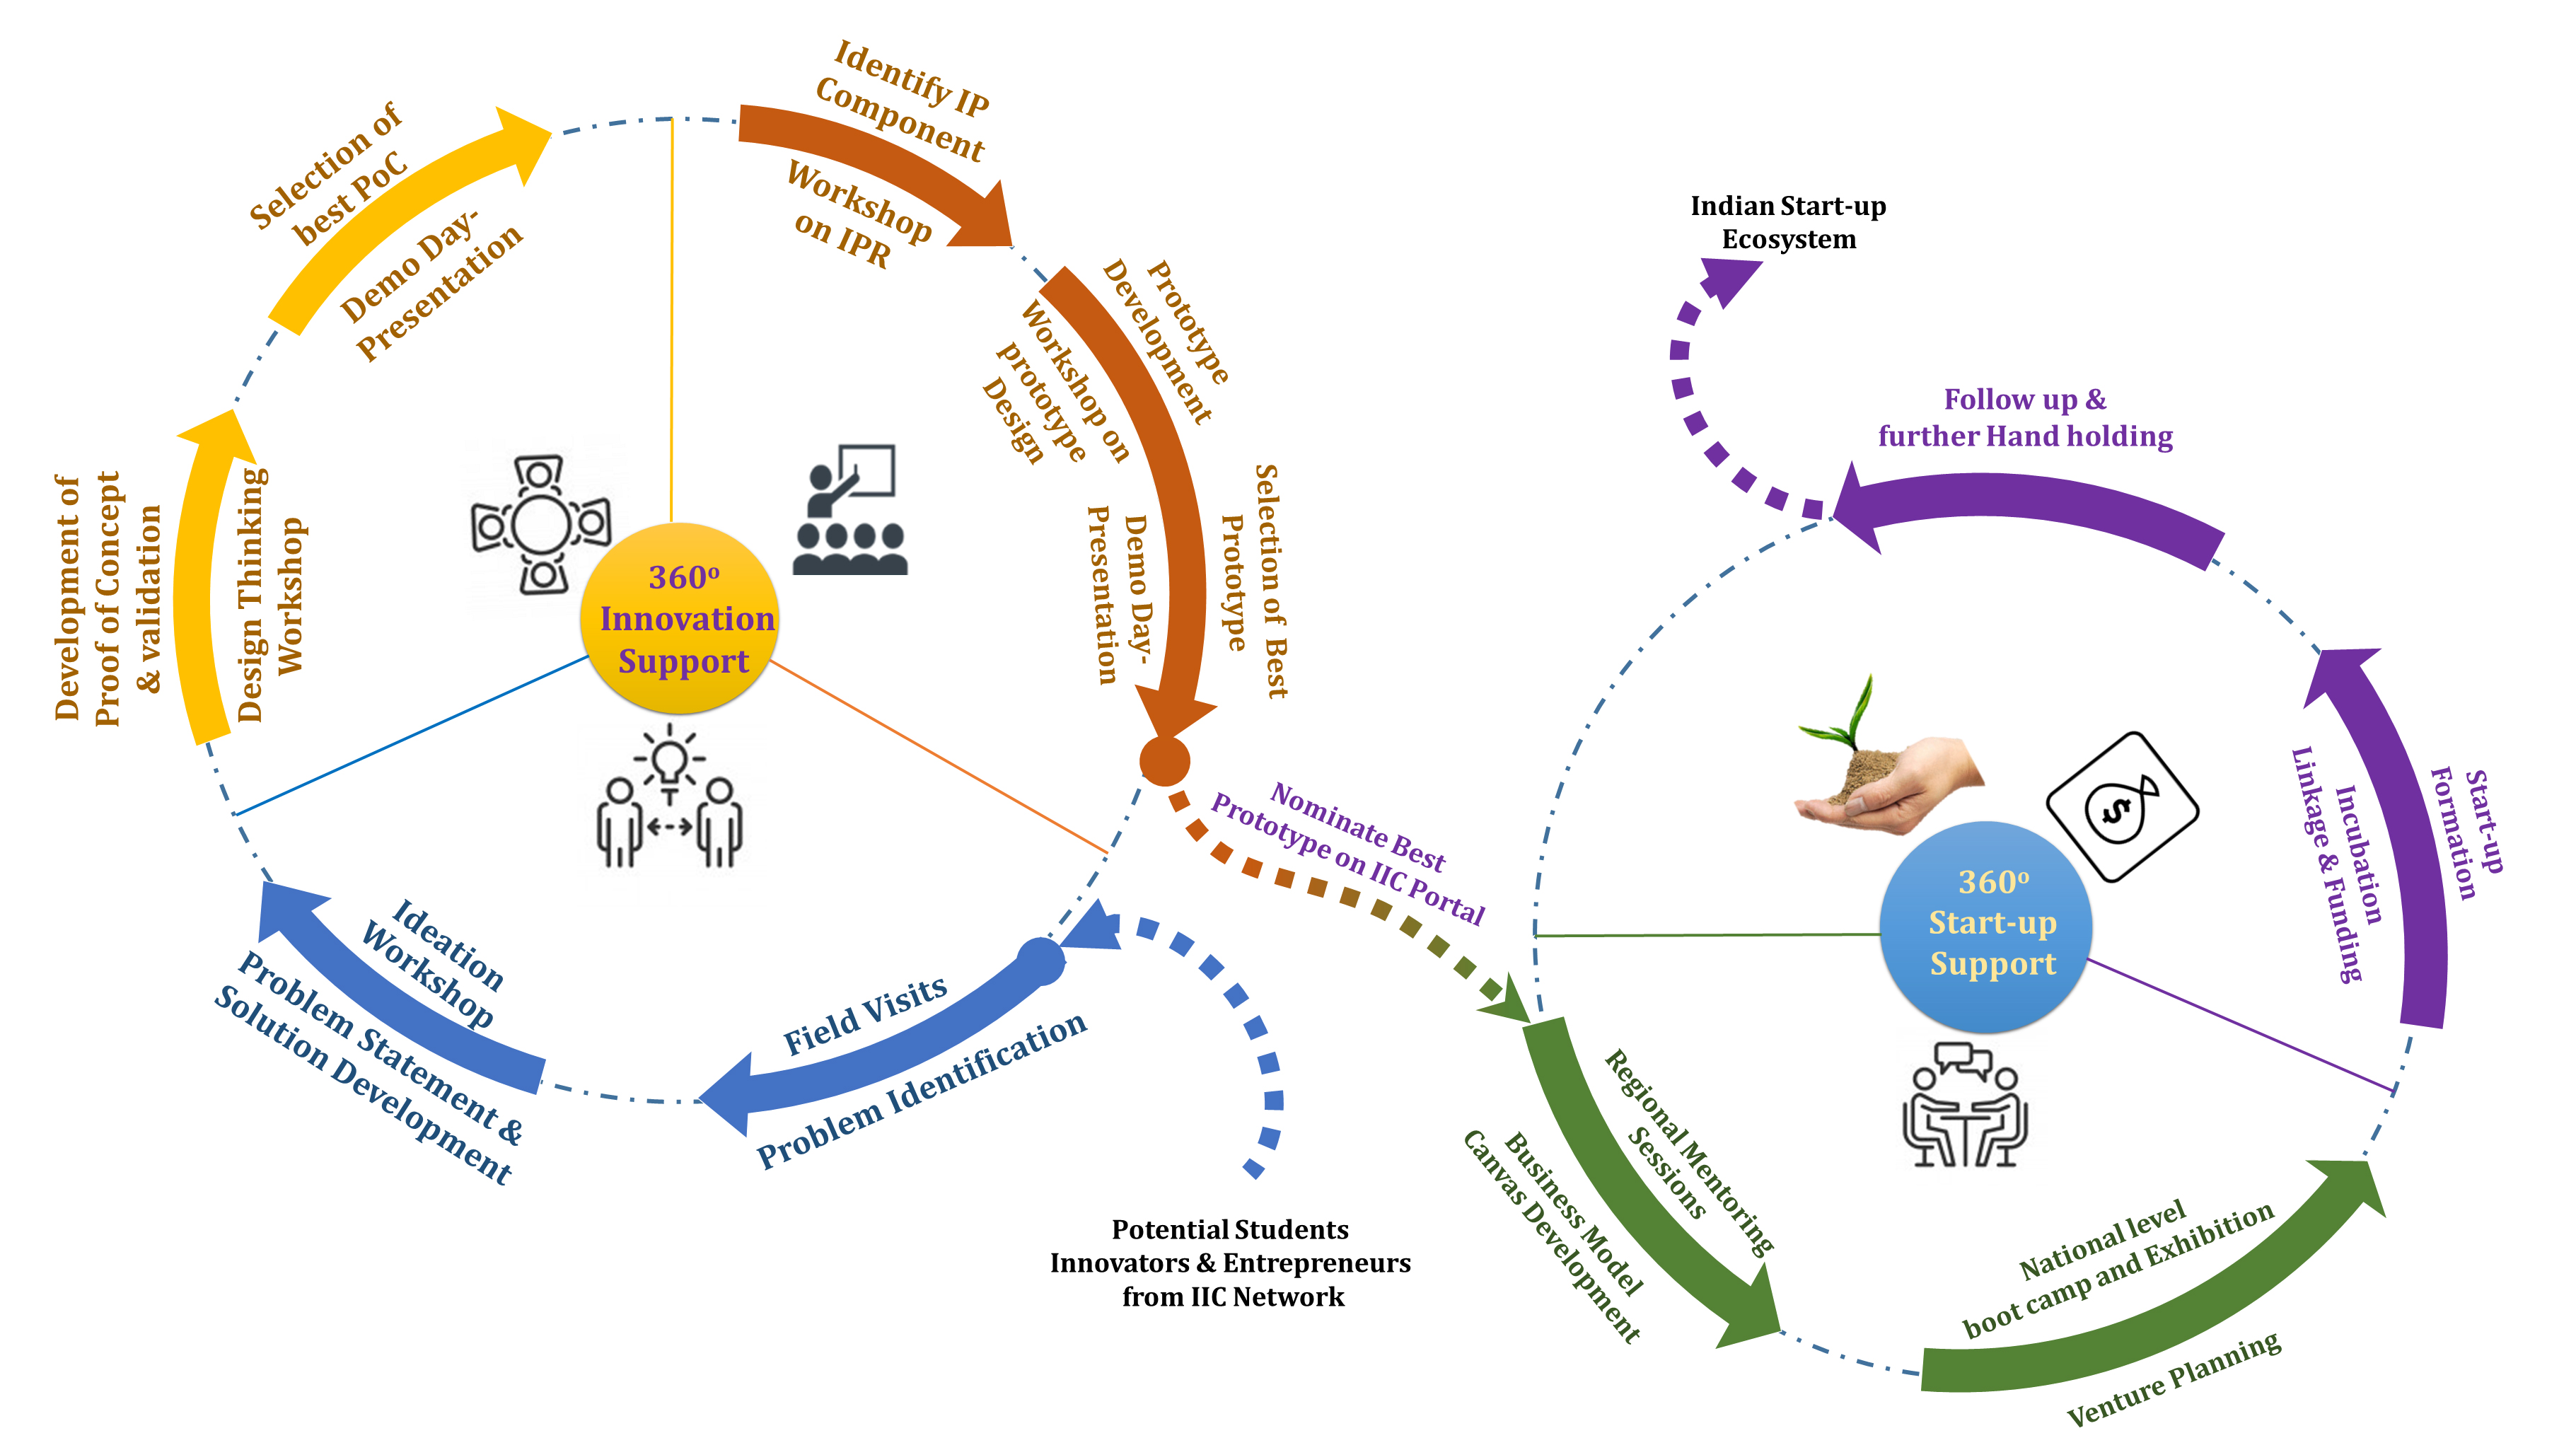 Identify IP
Component
Workshop
on IPR
Selection of
best PoC
Demo Day-
Presentation
Prototype
Development
Workshop on
prototype
Design
Development of
Proof of Concept
& validation
Design Thinking
Workshop
Selection of Best
Prototype
Demo Day-
Presentation
360º
Innovation
Support
Ideation
Workshop
Problem Statement &
Solution Development
Field Visits
Problem Identification
Potential Students
Innovators & Entrepreneurs
from IIC Network
Nominate Best
Prototype on IIC Portal
Indian Start-up
Ecosystem
Follow up &
further Hand holding
Start-up
Formation
Incubation
Linkage & Funding
$
360º
Start-up
Support
Regional Mentoring
Sessions
Business Model
Canvas Development
National level
boot camp and Exhibition
Venture Planning